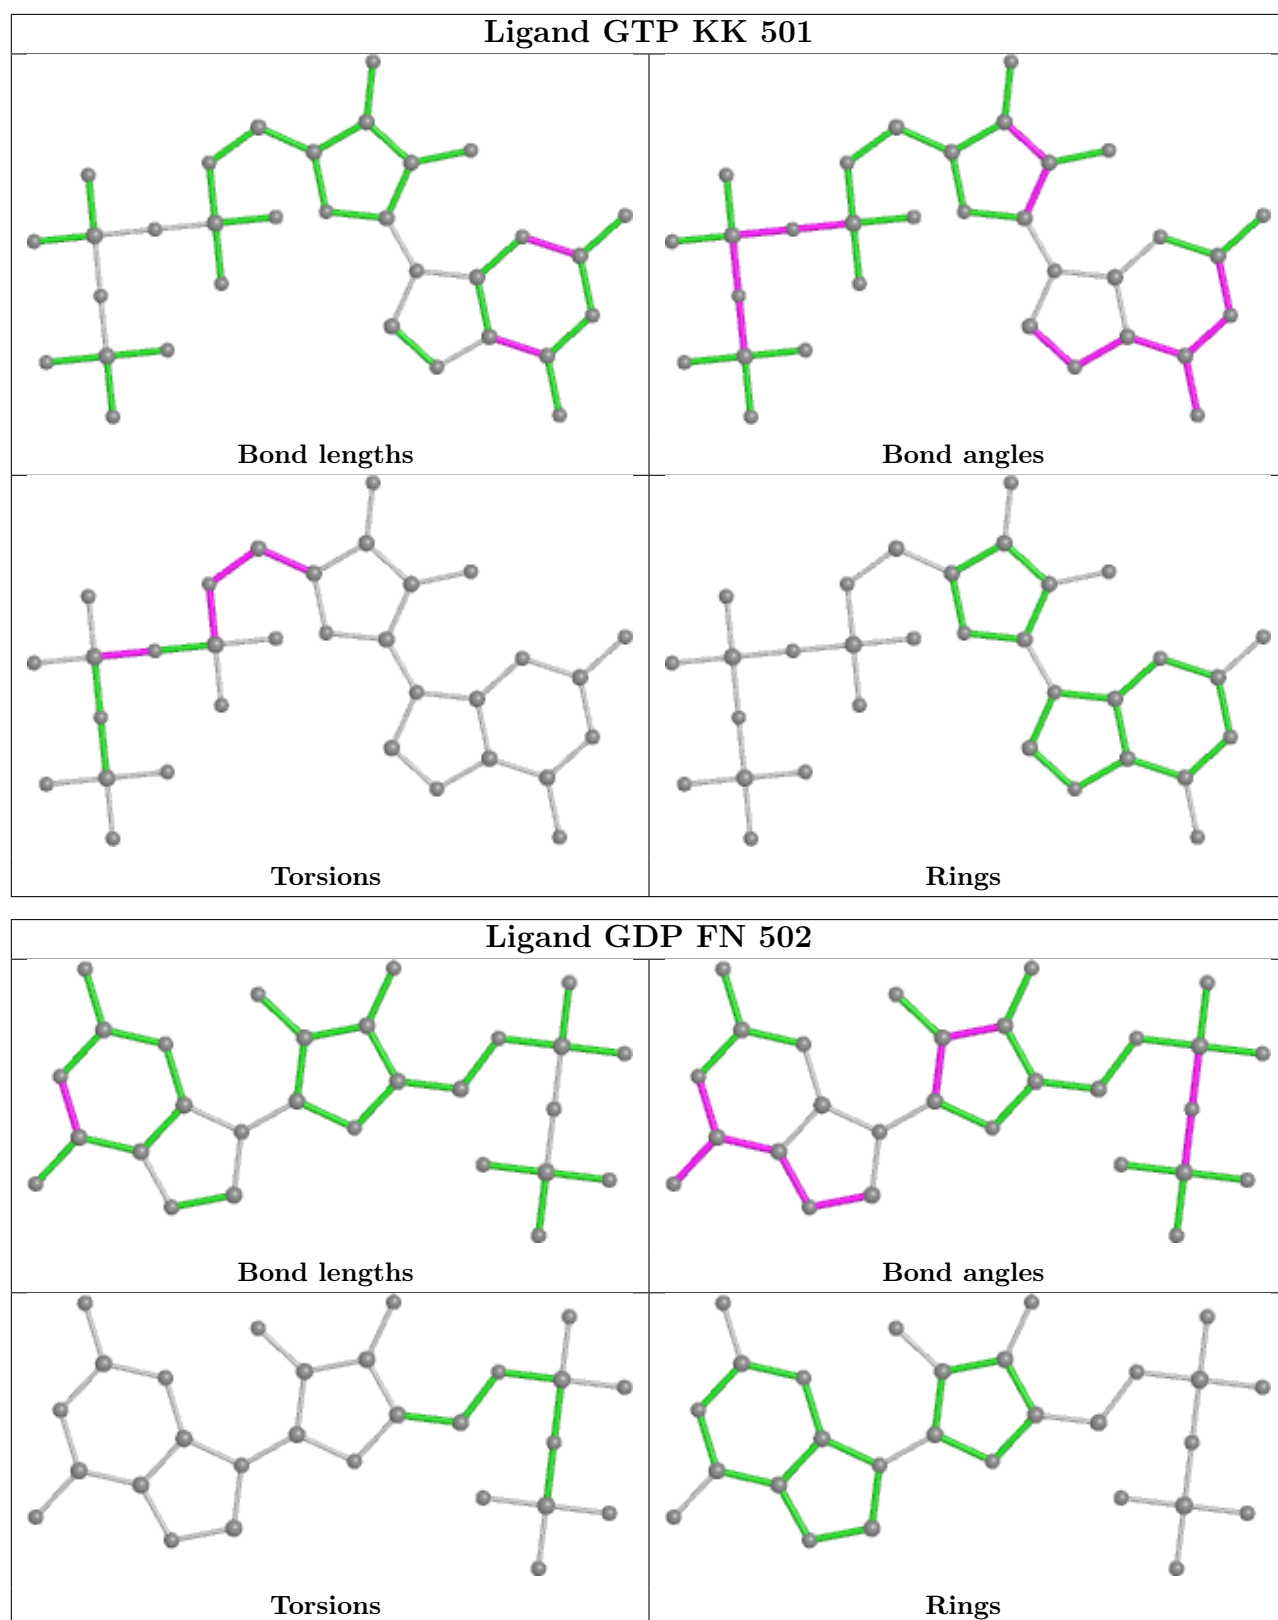 Ligand GTP KK 501
Bond lengths
Bond angles
Torsions
Rings
Ligand GDP FN 502
Bond lengths
Bond angles
Torsions
Rings